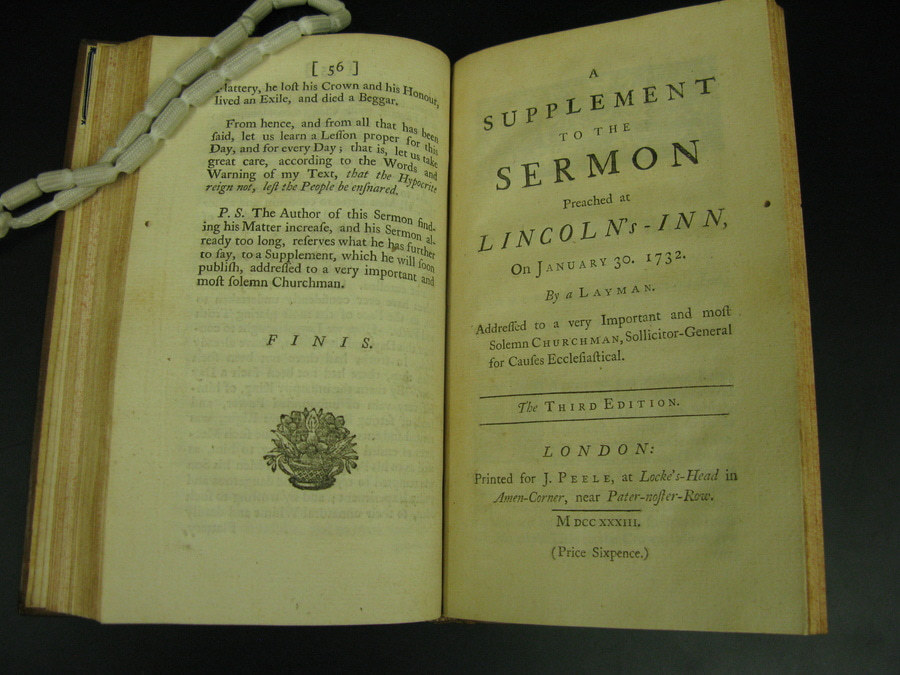 [ 56 ]
Flattery, he loſt his Crown and his Honour,
lived an Exile, and died a Beggar.
From hence, and from all that has been
ſaid, let us learn a Leſſon proper for this
Day, and for every Day; that is, let us take
great care, according to the Words and
Warning of my Text, that the Hypocrite
reign not, leſt the People be enſnared.
P. S. The Author of this Sermon find-
ing his Matter increaſe, and his Sermon al-
ready too long, reſerves what he has further
to ſay, to a Supplement, which he will ſoon
publiſh, addreſſed to a very important and
moſt ſolemn Churchman.
FINIS.
A
SUPPLEMENT
TO THE
SERMON
Preached at
LINCOLN's-INN,
On JANUARY 30. 1732.
By a LAYMAN.
Addreſſed to a very Important and moſt
Solemn CHURCHMAN, Sollicitor-General
for Cauſes Eccleſiaſtical.
The THIRD EDITION.
LONDON:
Printed for J. PEELE, at Locke's-Head in
Amen-Corner, near Pater-noſter-Row.
M DCC XXXIII.
(Price Sixpence.)